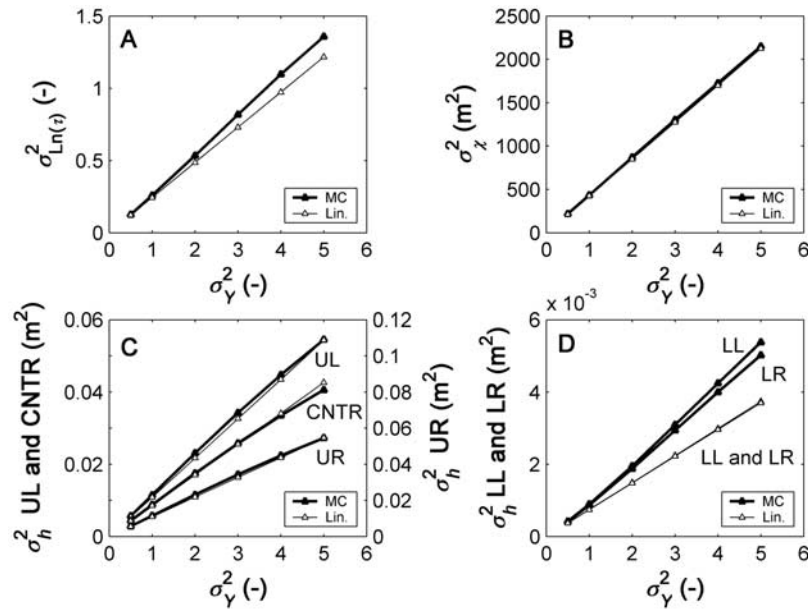 A
1.5
1
0.5
0
σ²Ln(τ) (-)
MC
Lin.
0 1 2 3 4 5 6
σ²Y (-)
B
2500
2000
1500
1000
500
0
σ²χ (m²)
MC
Lin.
0 1 2 3 4 5 6
σ²Y (-)
C
0.06
0.04
0.02
0
σ²h UL and CNTR (m²)
UL
CNTR
UR
MC
Lin.
0.12
0.1
0.08
0.06
0.04
0.02
0
σ²h UR (m²)
0 1 2 3 4 5 6
σ²Y (-)
x 10⁻³
D
6
4
2
0
σ²h LL and LR (m²)
LL
LR
LL and LR
MC
Lin.
0 1 2 3 4 5 6
σ²Y (-)